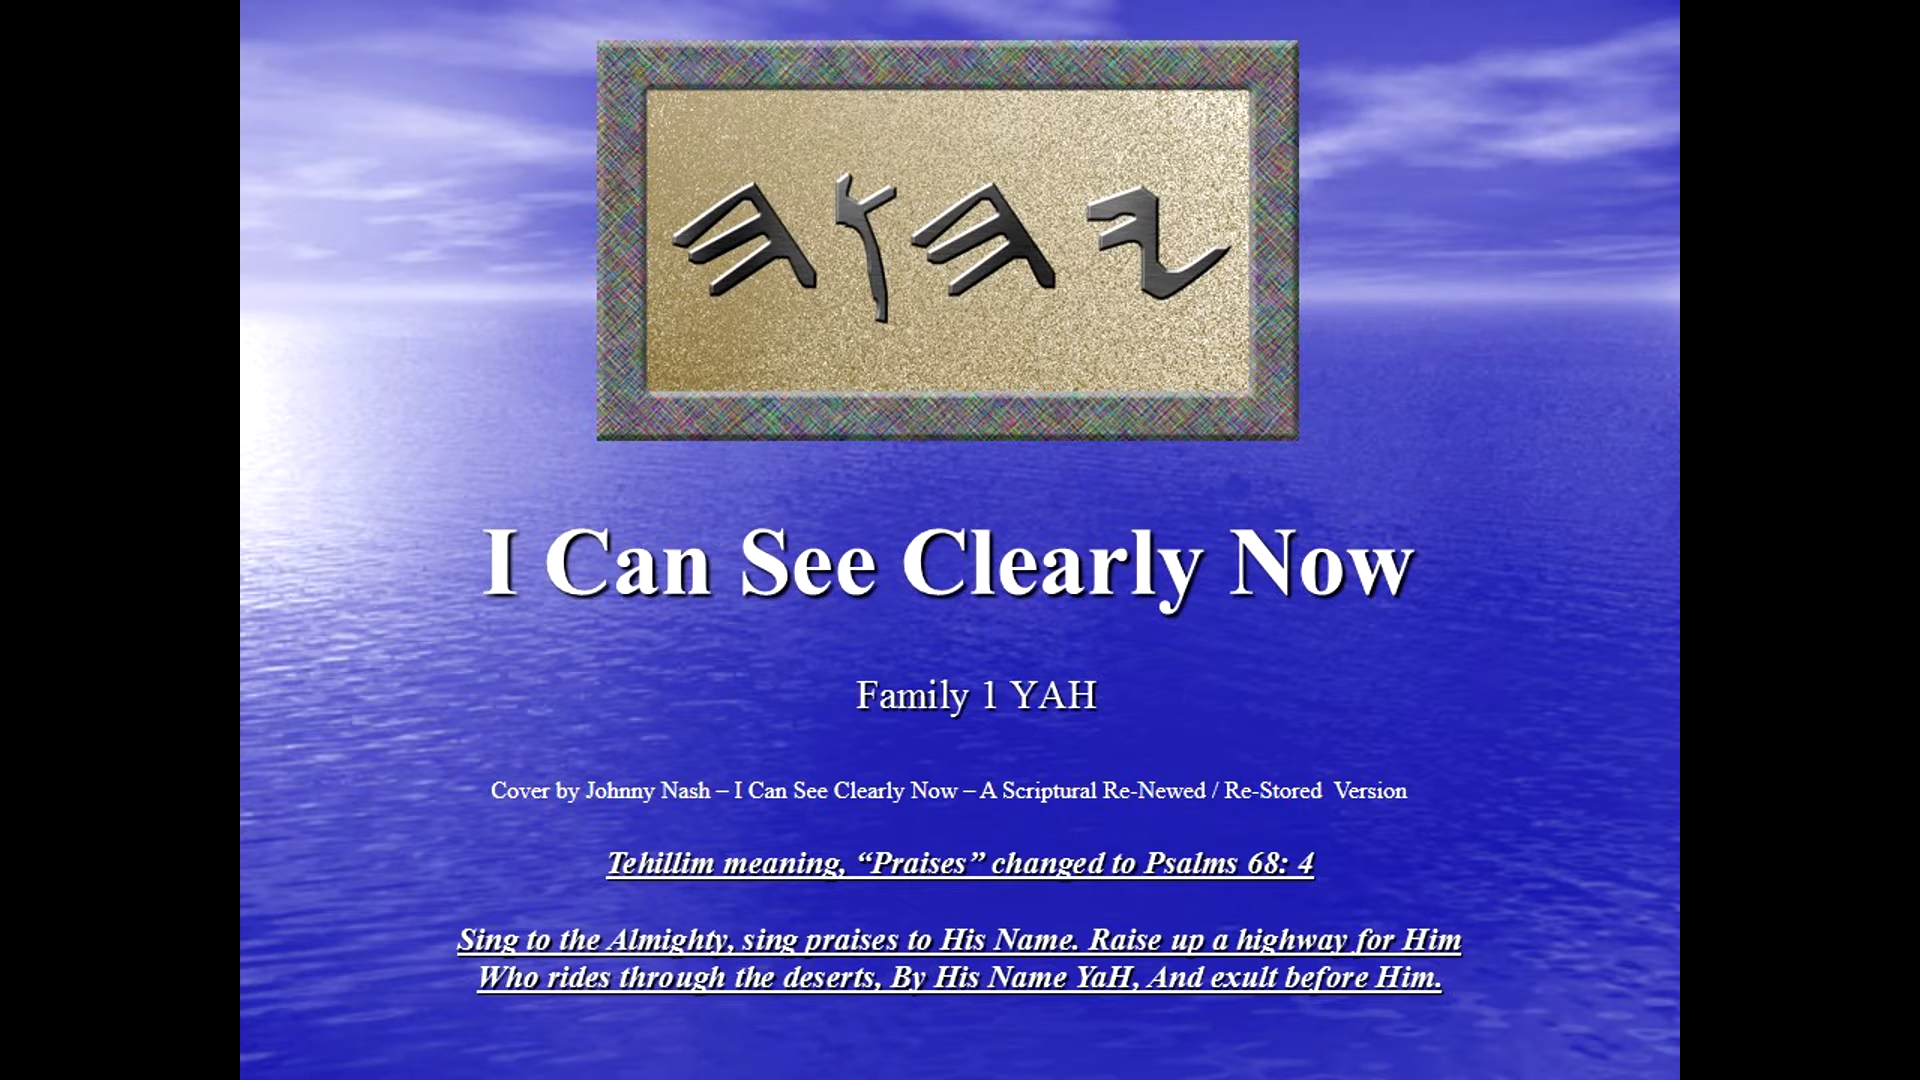 𐤉𐤄𐤅𐤄
I Can See Clearly Now
Family 1 YAH
Cover by Johnny Nash – I Can See Clearly Now – A Scriptural Re-Newed / Re-Stored  Version
Tehillim meaning, “Praises” changed to Psalms 68: 4
Sing to the Almighty, sing praises to His Name. Raise up a highway for Him
Who rides through the deserts, By His Name YaH, And exult before Him.